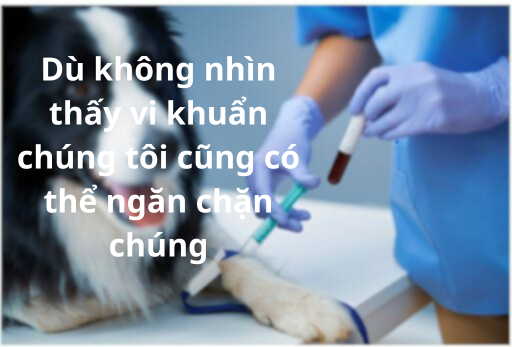 Dù không nhìn
thấy vi khuẩn
chúng tôi cũng có
thể ngăn chặn
chúng